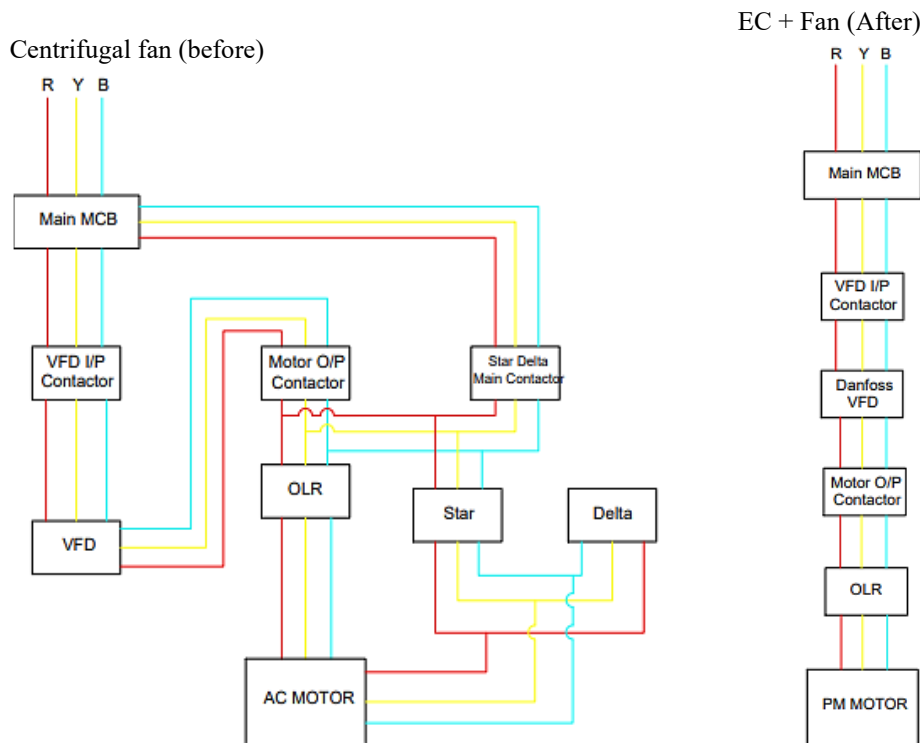 Centrifugal fan (before)
R Y B
Main MCB
VFD I/P
Contactor
Motor O/P
Contactor
Star Delta
Main Contactor
OLR
VFD
Star
Delta
AC MOTOR
EC + Fan (After)
R Y B
Main MCB
VFD I/P
Contactor
Danfoss
VFD
Motor O/P
Contactor
OLR
PM MOTOR